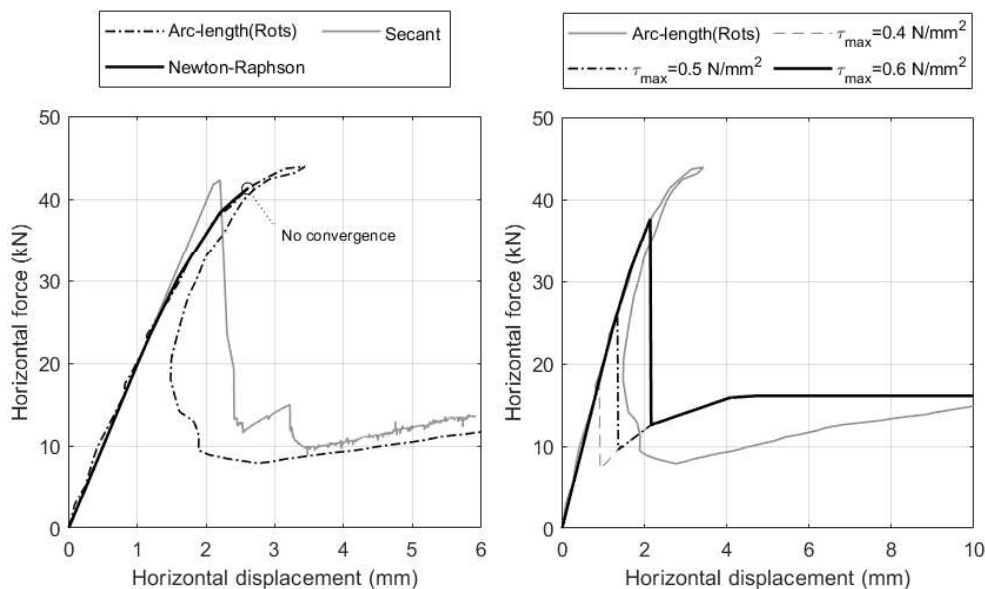 Arc-length(Rots) Secant
Newton-Raphson
50
40
30
20
10
0
0 1 2 3 4 5 6
Horizontal force (kN)
Horizontal displacement (mm)
No convergence
Arc-length(Rots) τmax=0.4 N/mm²
τmax=0.5 N/mm² τmax=0.6 N/mm²
50
40
30
20
10
0
0 2 4 6 8 10
Horizontal force (kN)
Horizontal displacement (mm)